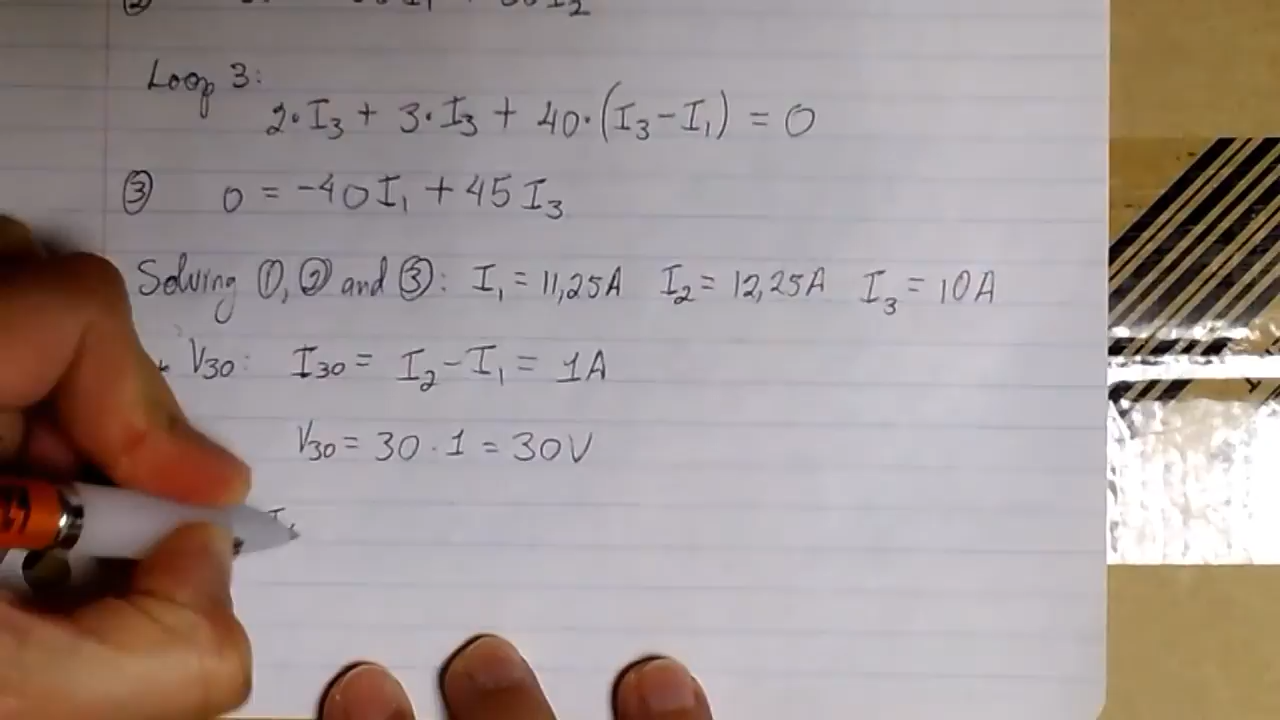 Loop 3:
2·I₃ + 3·I₃ + 40·(I₃-I₁) = 0
③ 0 = -40I₁ + 45I₃
Solving ①, ② and ③: I₁ = 11,25A I₂ = 12,25A I₃ = 10A
V₃₀: I₃₀ = I₂-I₁ = 1A
V₃₀ = 30·1 = 30V